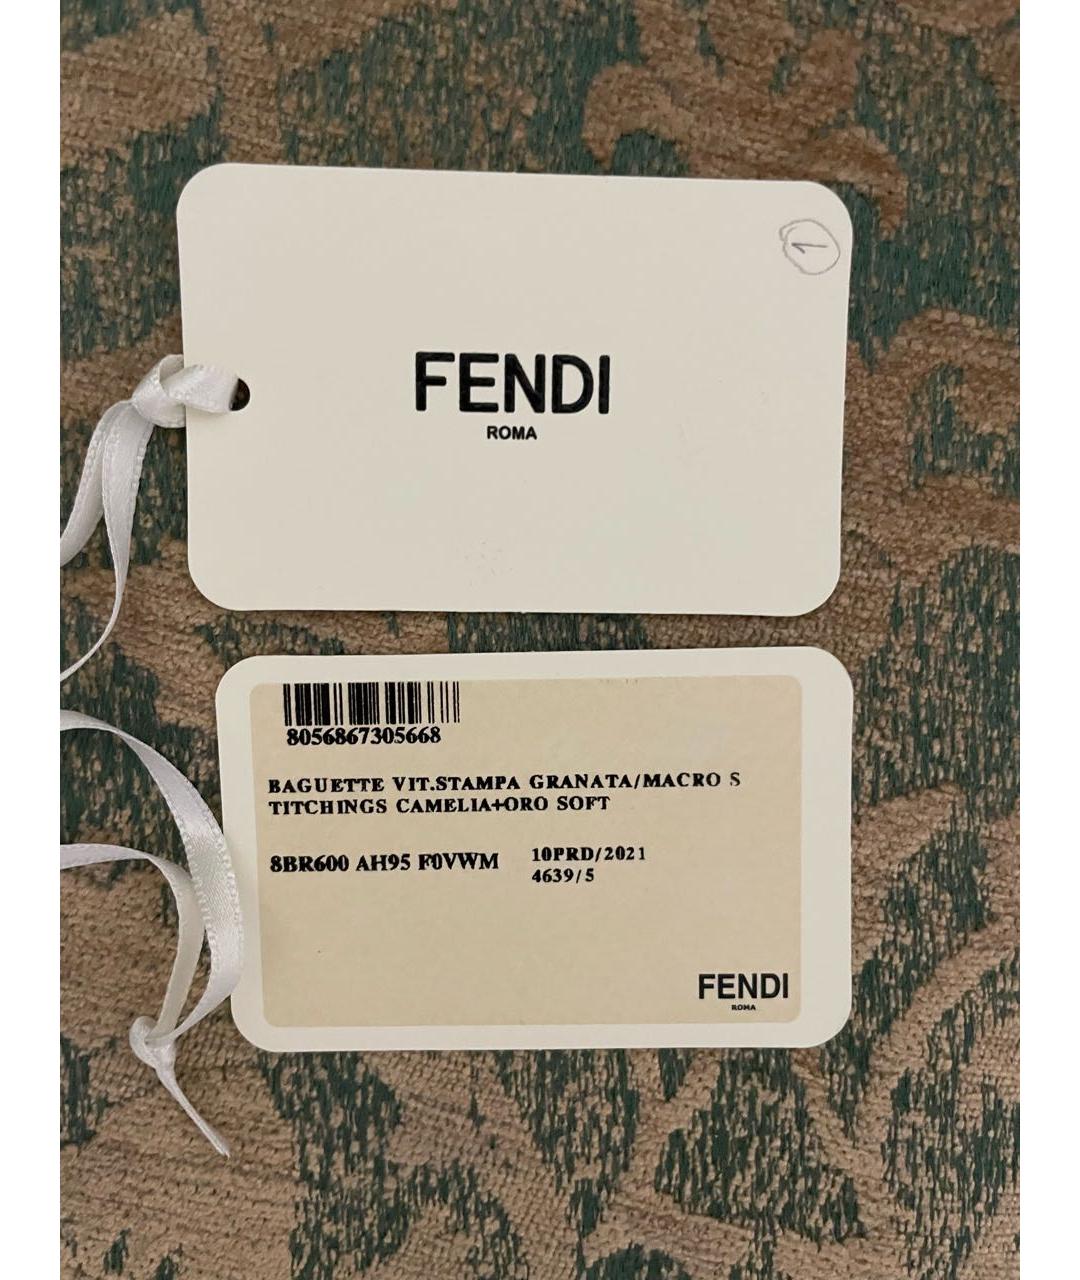 1
FENDI
ROMA
8056867305668
BAGUETTE VIT.STAMPA GRANATA/MACRO S
TITCHINGS CAMELIA+ORO SOFT
8BR600 AH95 F0VWM
10PRD/2021
4639/5
FENDI
ROMA